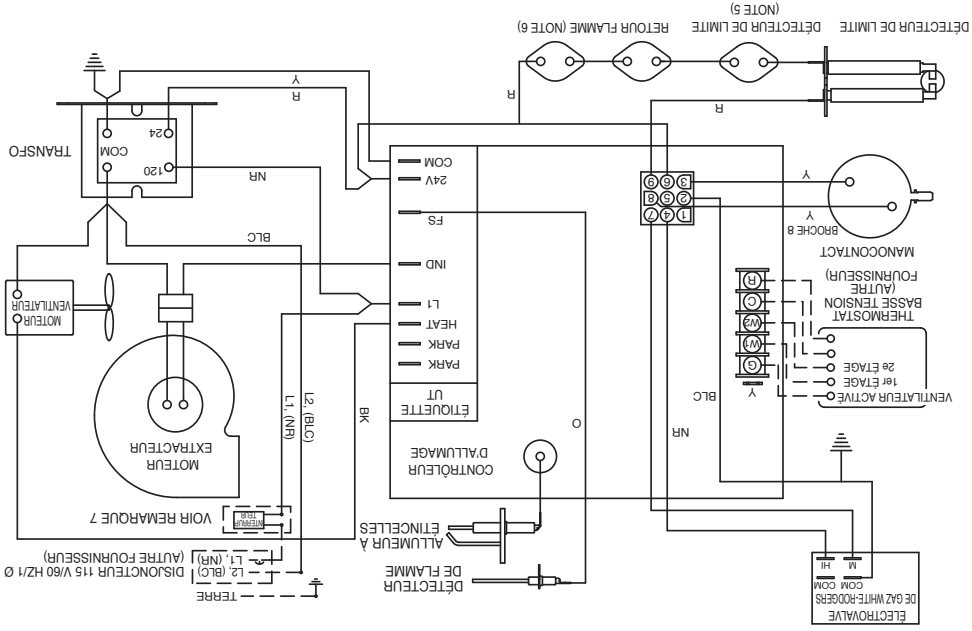 ÉLECTROVALVE
DE GAZ WHITE-RODGERS
COM COM
M HI
DÉTECTEUR
DE FLAMME
ALLUMEUR À
ÉTINCELLES
TERRE
L2, (BLC)
L1, (NR)
DISJONCTEUR 115 V/60 HZ/1 Ø
(AUTRE FOURNISSEUR)
INTERRUP
TEUR
VOIR REMARQUE 7
CONTRÔLEUR
D'ALLUMAGE
MOTEUR
EXTRACTEUR
VENTILATEUR ACTIVÉ
1er ÉTAGE
2e ÉTAGE
THERMOSTAT
BASSE TENSION
(AUTRE
FOURNISSEUR)
Y
G
W1
W2
C
R
BLC
NR
O
BK
L1, (NR)
L2, (BLC)
ÉTIQUETTE
UT
PARK
PARK
HEAT
L1
IND
FS
24V
COM
MOTEUR
VENTILATEUR
MANOCONTACT
BROCHE 8
Y
Y
1 4 7
2 5 8
3 6 9
BLC
NR
120
COM
24
TRANSFO
R
R
R
Y
DÉTECTEUR DE LIMITE
DÉTECTEUR DE LIMITE
(NOTE 5)
RETOUR FLAMME (NOTE 6)